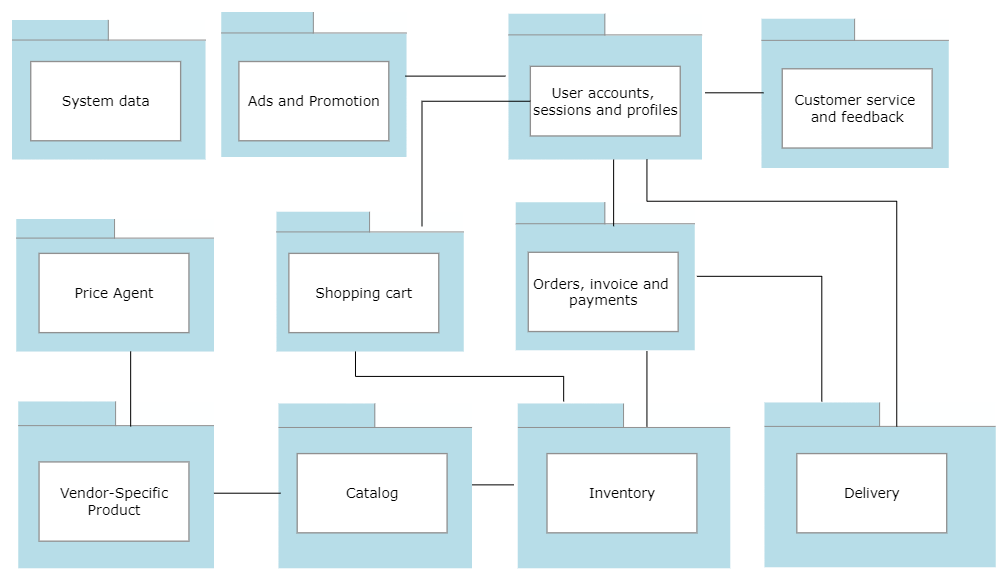 System data
Ads and Promotion
User accounts,
sessions and profiles
Customer service
and feedback
Price Agent
Shopping cart
Orders, invoice and
payments
Vendor-Specific
Product
Catalog
Inventory
Delivery